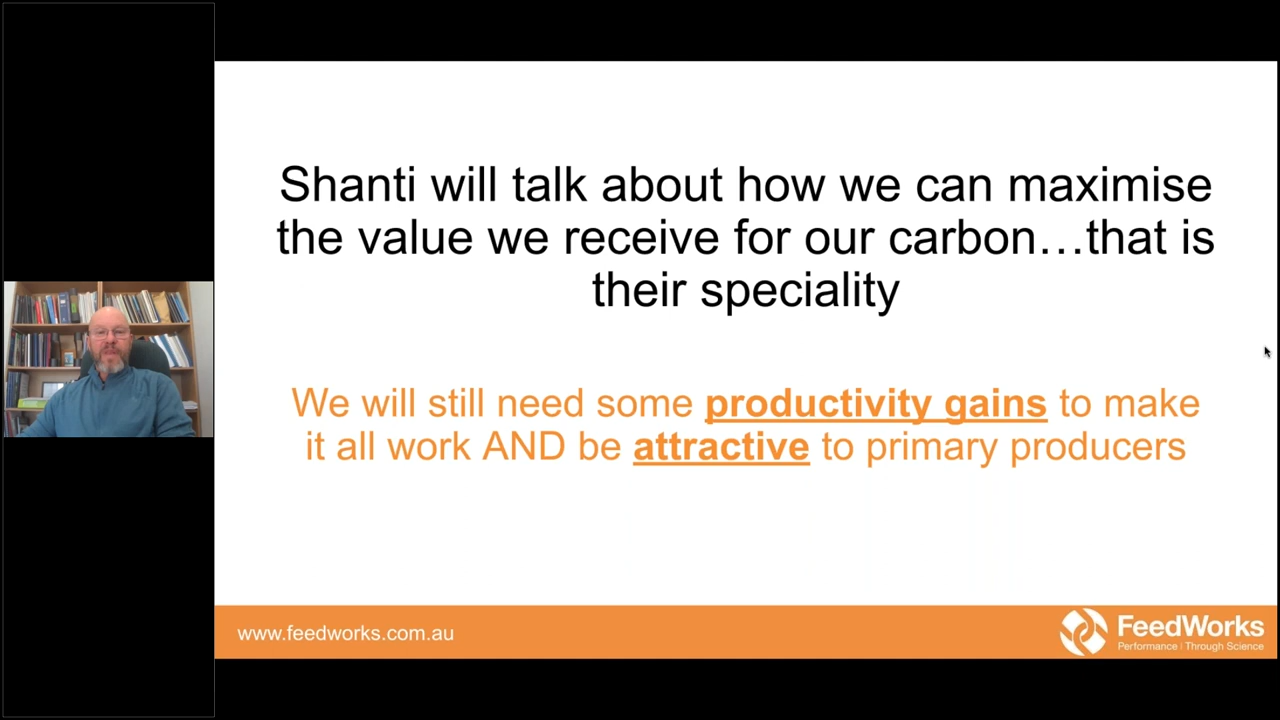 Shanti will talk about how we can maximise
the value we receive for our carbon…that is
their speciality
We will still need some productivity gains to make
it all work AND be attractive to primary producers
www.feedworks.com.au
FeedWorks
Performance | Through Science